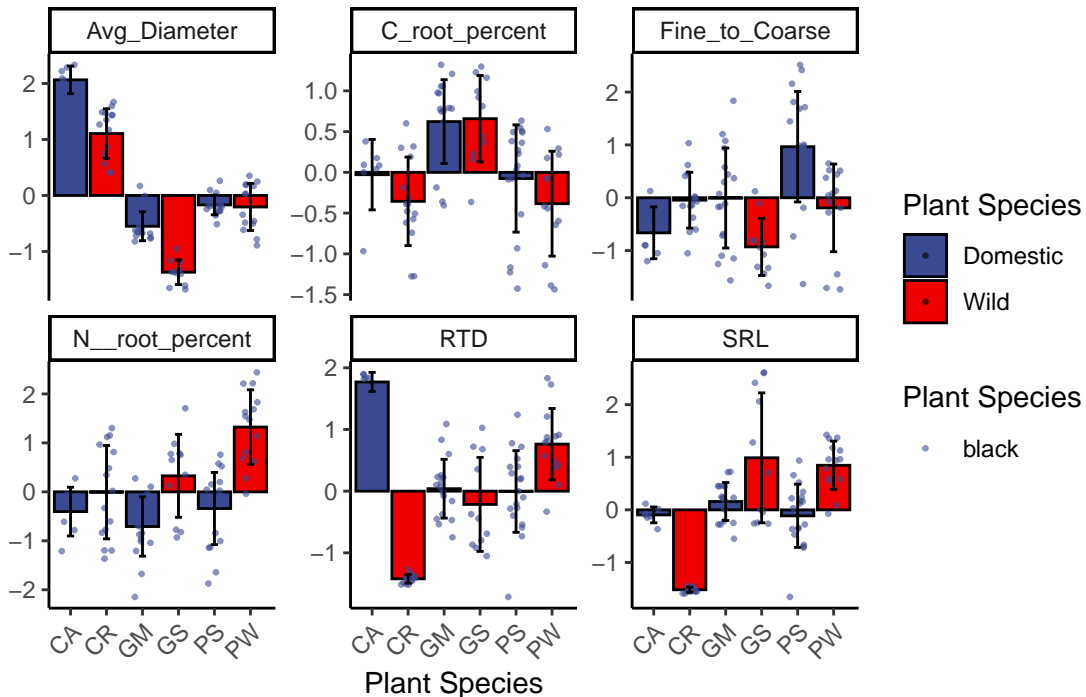 Avg_Diameter
C_root_percent
Fine_to_Coarse
2
1
0
−1
1.0
0.5
0.0
−0.5
−1.0
−1.5
2
1
0
−1
N__root_percent
RTD
SRL
2
1
0
−1
−2
2
1
0
−1
2
1
0
−1
CA CR GM GS PS PW
CA CR GM GS PS PW
CA CR GM GS PS PW
Plant Species
Plant Species
Domestic
Wild
Plant Species
black